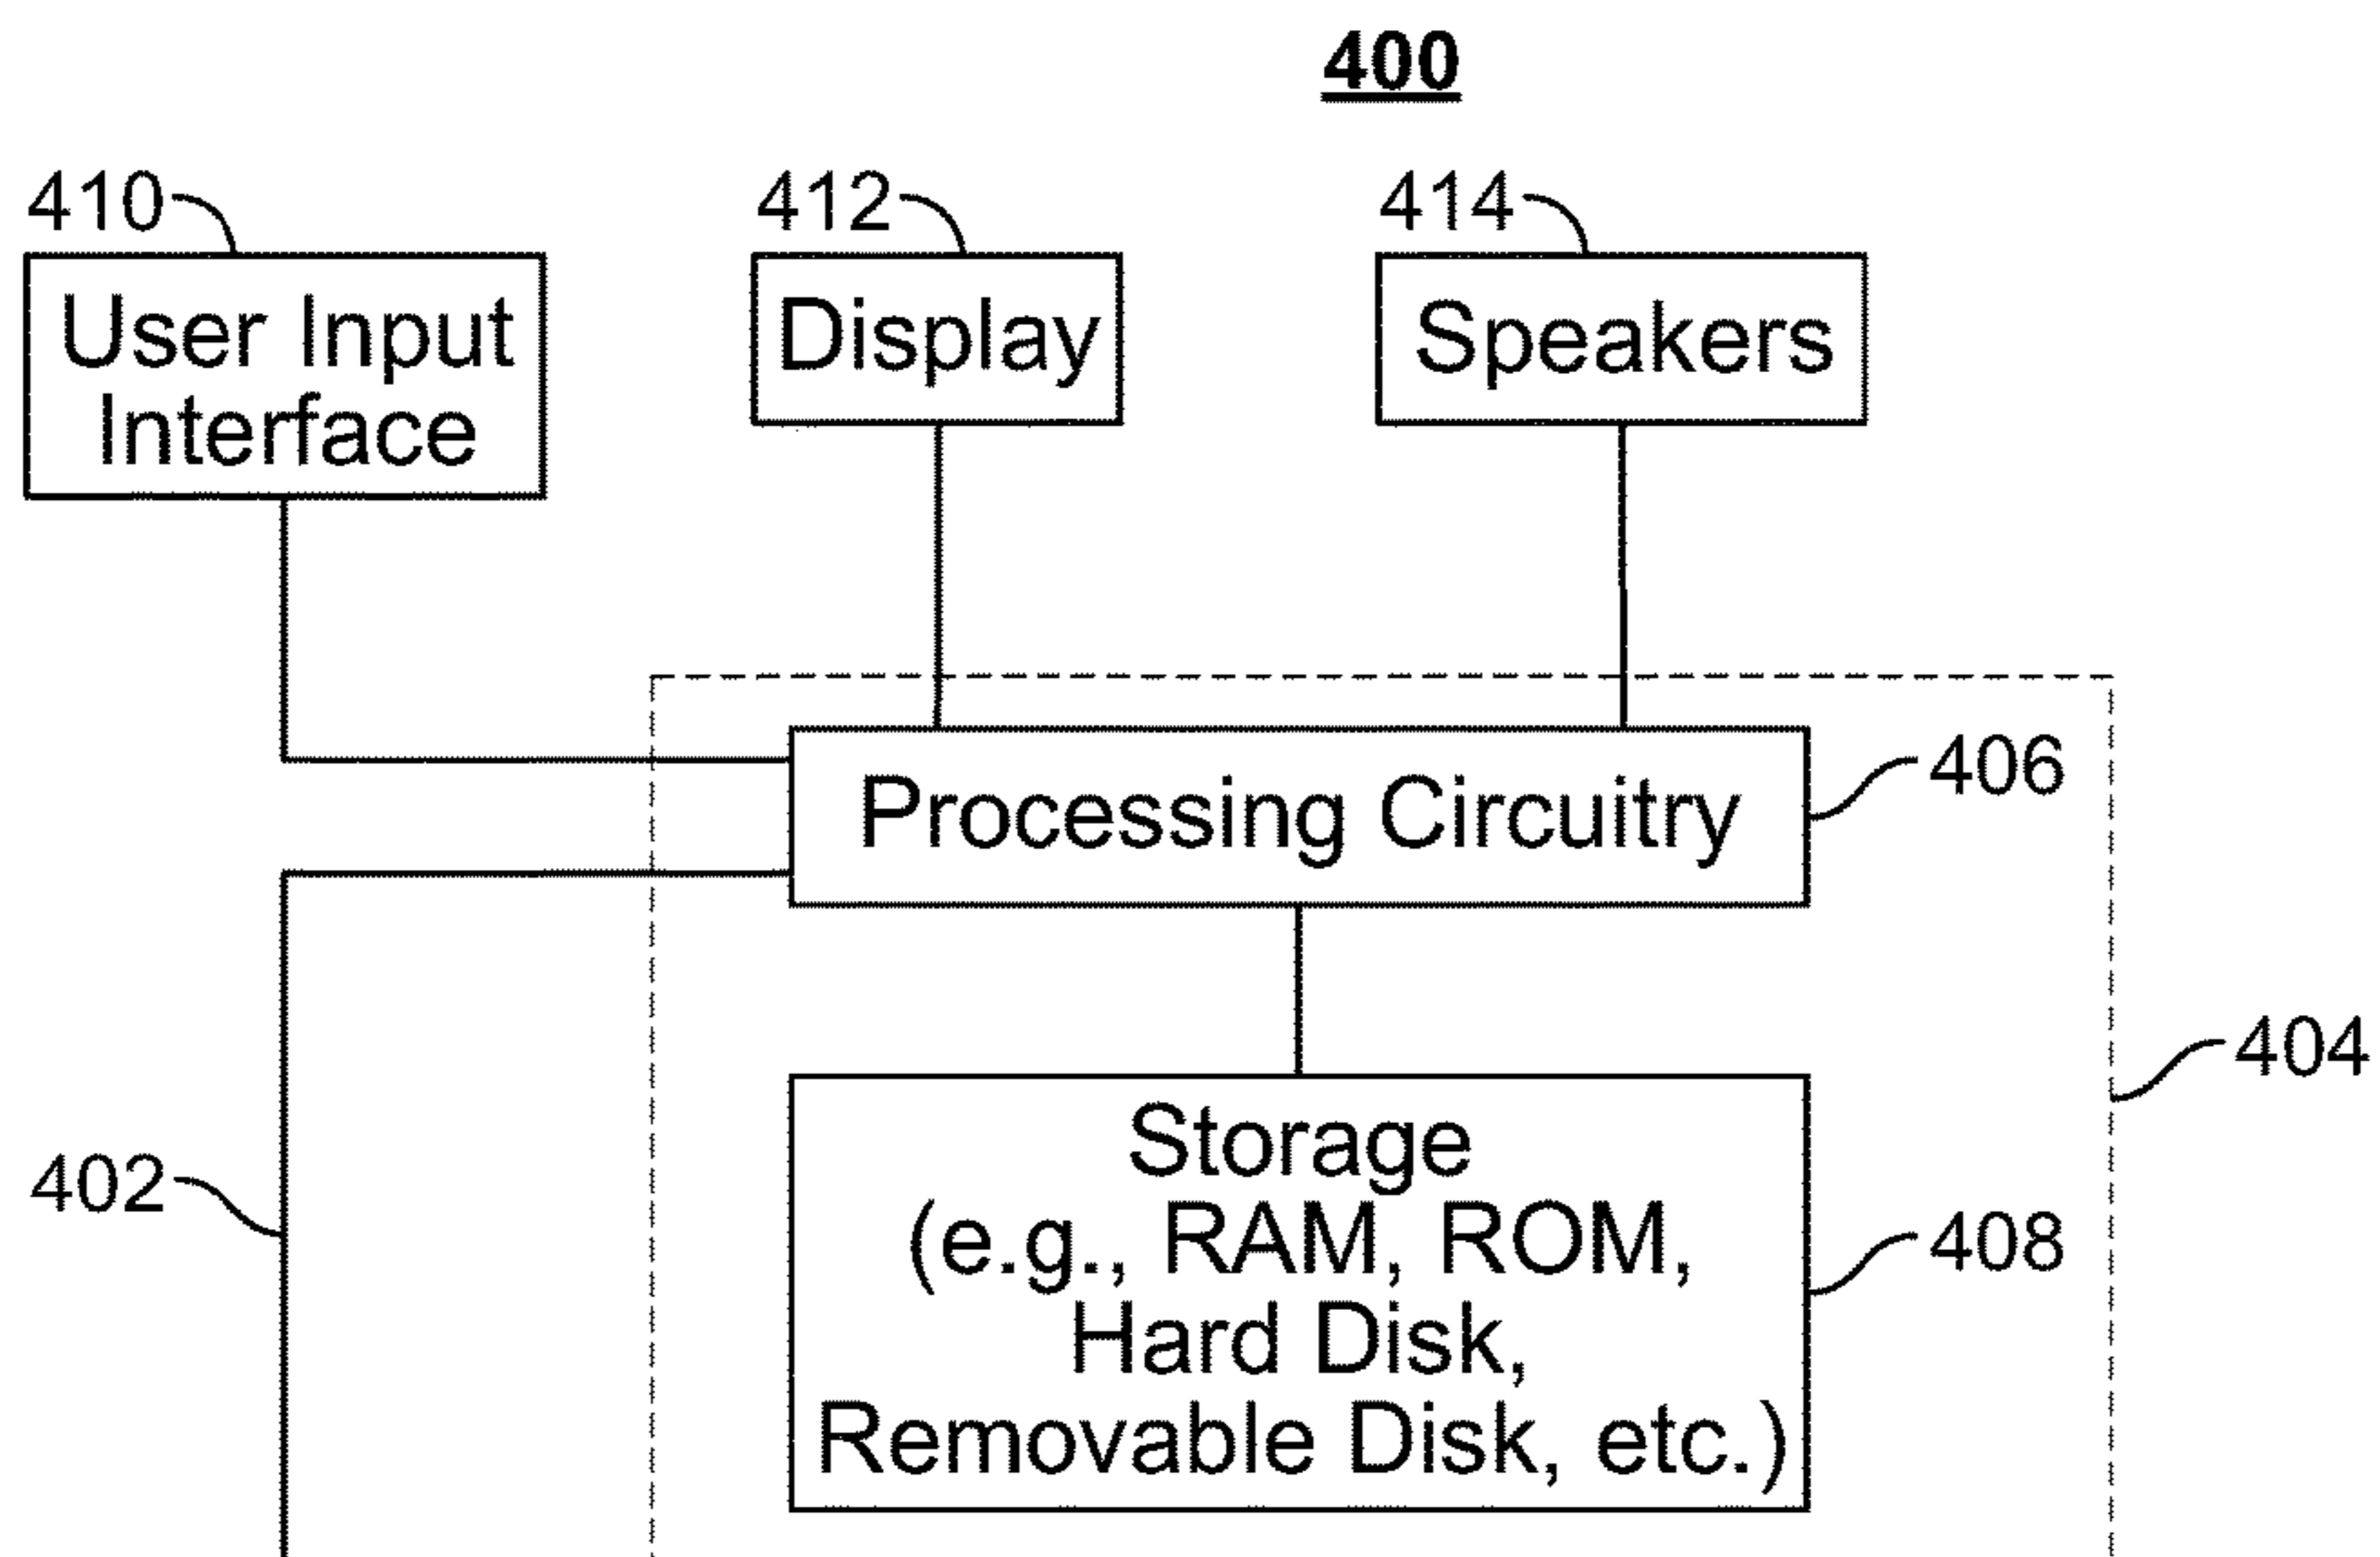 400
410
412
414
User Input
Interface
Display
Speakers
Processing Circuitry
406
404
402
Storage
(e.g., RAM, ROM,
Hard Disk,
Removable Disk, etc.)
408